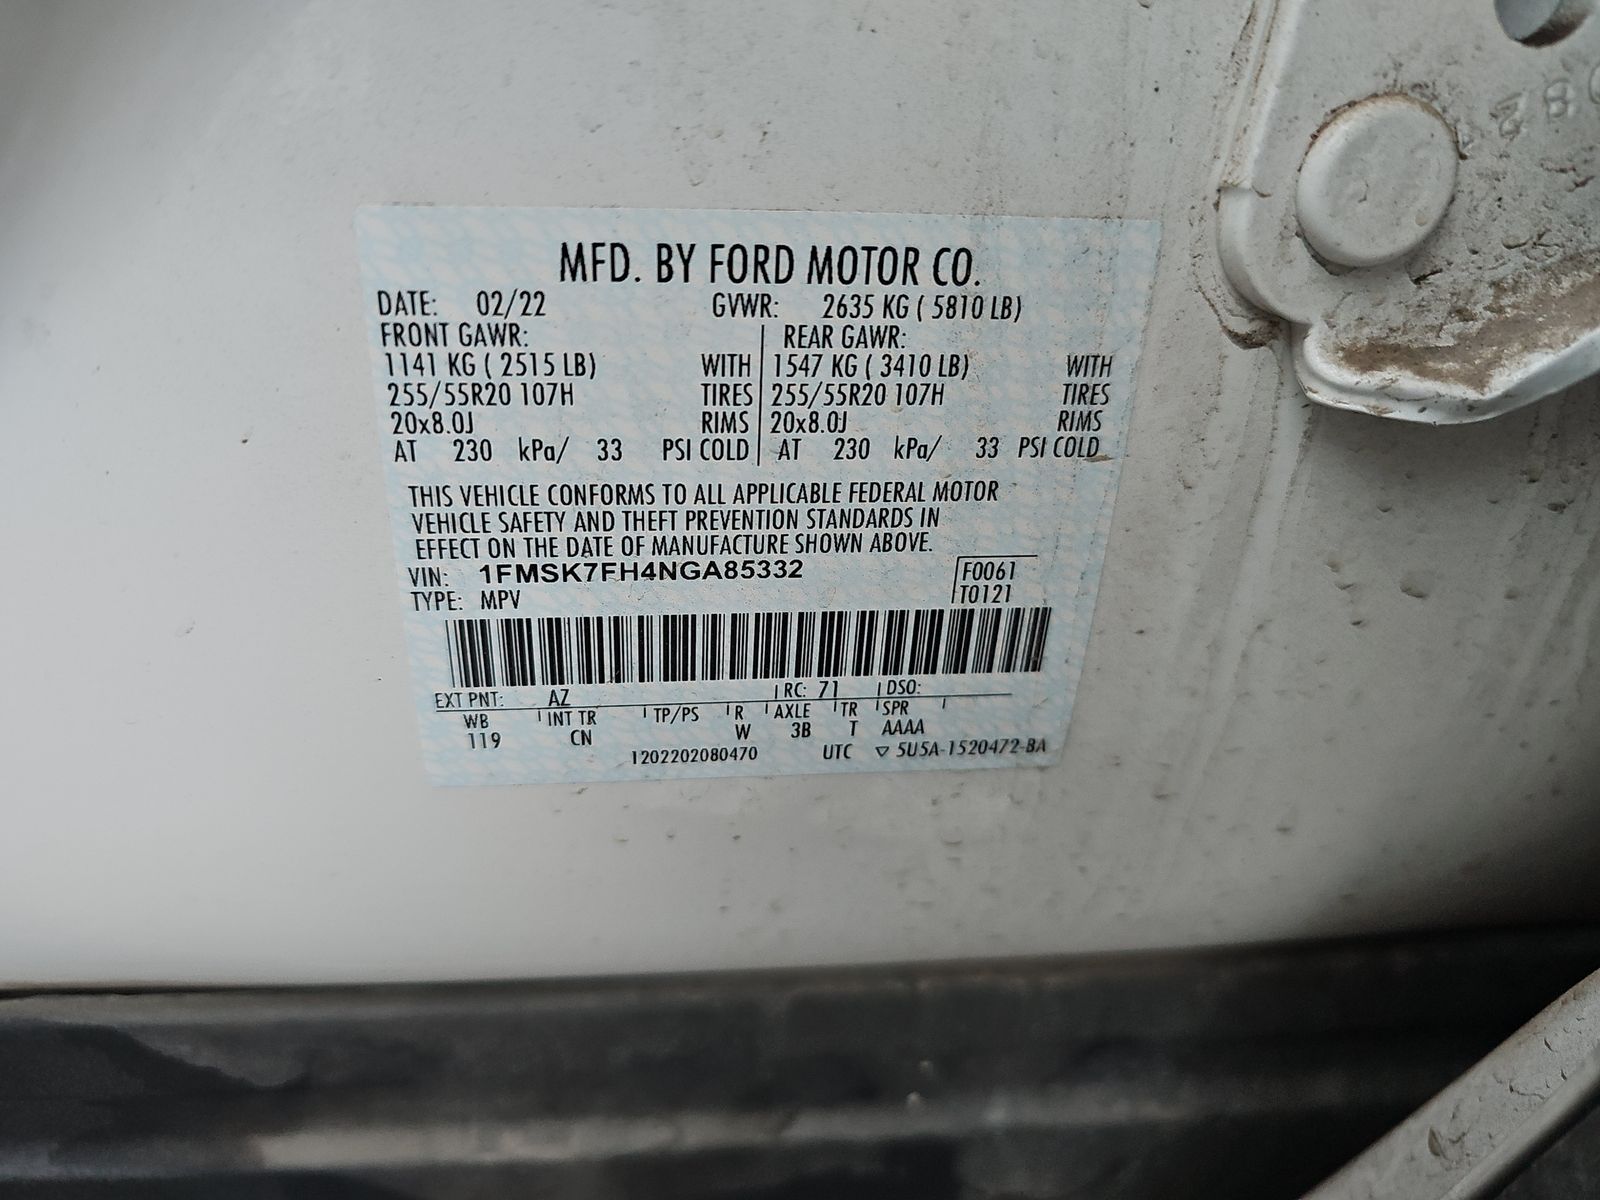 MFD. BY FORD MOTOR CO.
DATE: 02/22 GVWR: 2635 KG ( 5810 LB)
FRONT GAWR: REAR GAWR:
1141 KG ( 2515 LB) WITH 1547 KG ( 3410 LB) WITH
255/55R20 107H TIRES 255/55R20 107H TIRES
20x8.0J RIMS 20x8.0J RIMS
AT 230 kPa/ 33 PSI COLD AT 230 kPa/ 33 PSI COLD
THIS VEHICLE CONFORMS TO ALL APPLICABLE FEDERAL MOTOR
VEHICLE SAFETY AND THEFT PREVENTION STANDARDS IN
EFFECT ON THE DATE OF MANUFACTURE SHOWN ABOVE.
VIN: 1FMSK7FH4NGA85332 F0061
TYPE: MPV T0121
EXT PNT: AZ RC: 71 DSO:
WB INT TR TP/PS R AXLE TR SPR
119 CN W 3B T AAAA
1202202080470 UTC ▽ 5U5A-1520472-BA